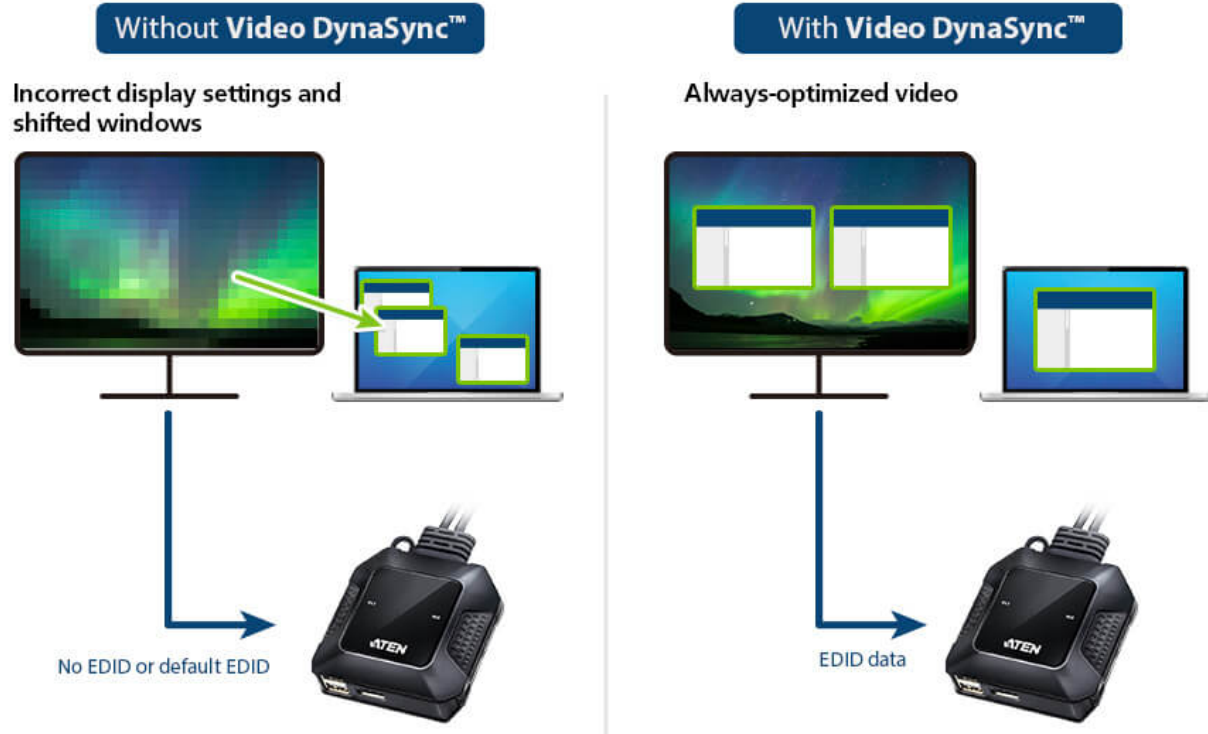 Without Video DynaSync™
With Video DynaSync™
Incorrect display settings and
shifted windows
Always-optimized video
No EDID or default EDID
ATEN
EDID data
ATEN